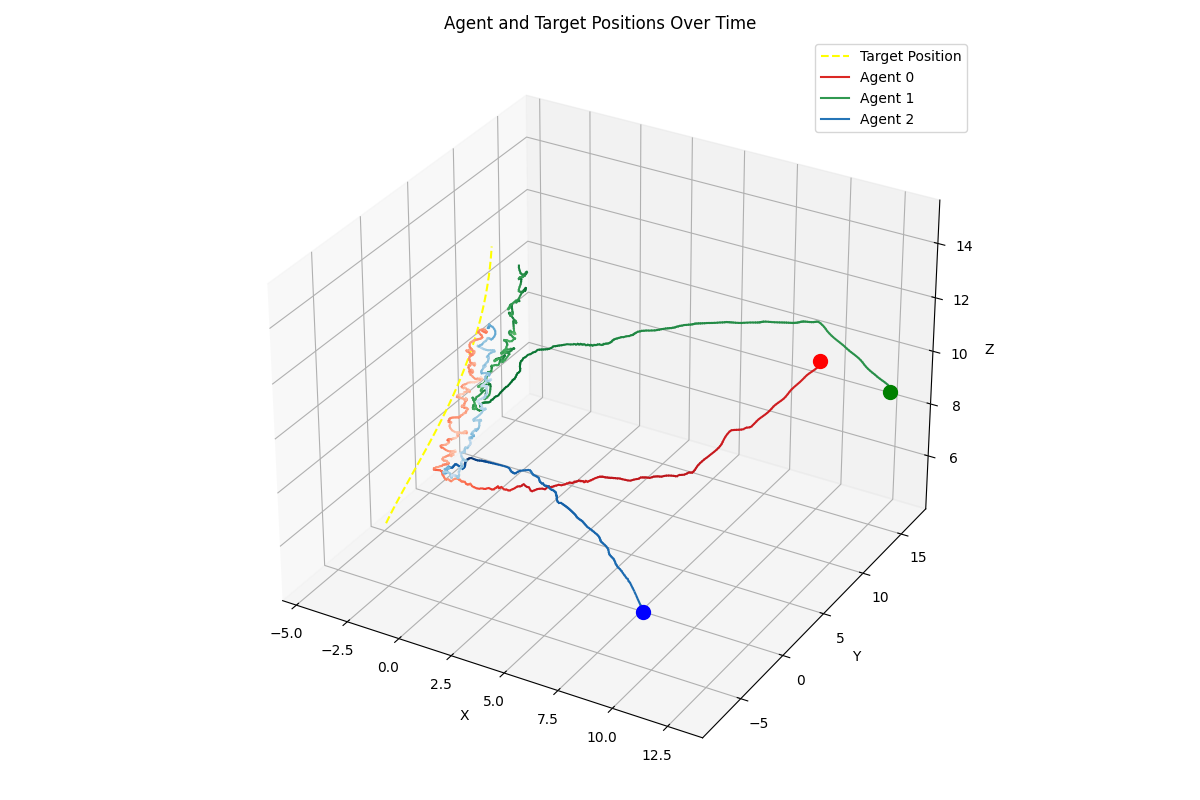 Agent and Target Positions Over Time
Target Position
Agent 0
Agent 1
Agent 2
14
12
10
8
6
Z
15
10
5
0
−5
Y
−5.0
−2.5
0.0
2.5
5.0
7.5
10.0
12.5
X